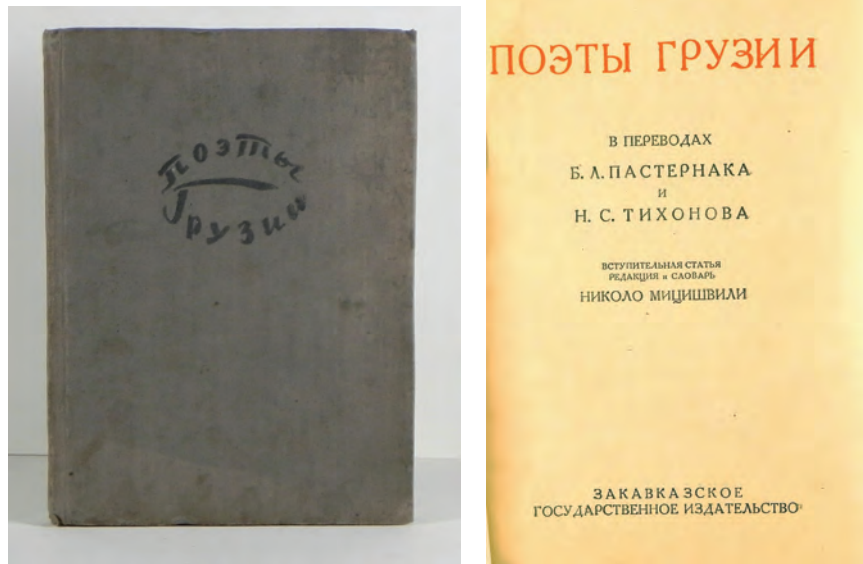 поэты
Грузии
ПОЭТЫ ГРУЗИИ
В ПЕРЕВОДАХ
Б. Л. ПАСТЕРНАКА
и
Н. С. ТИХОНОВА
ВСТУПИТЕЛЬНАЯ СТАТЬЯ
РЕДАКЦИЯ и СЛОВАРЬ
НИКОЛО МИЦИШВИЛИ
ЗАКАВКАЗСКОЕ
ГОСУДАРСТВЕННОЕ ИЗДАТЕЛЬСТВО